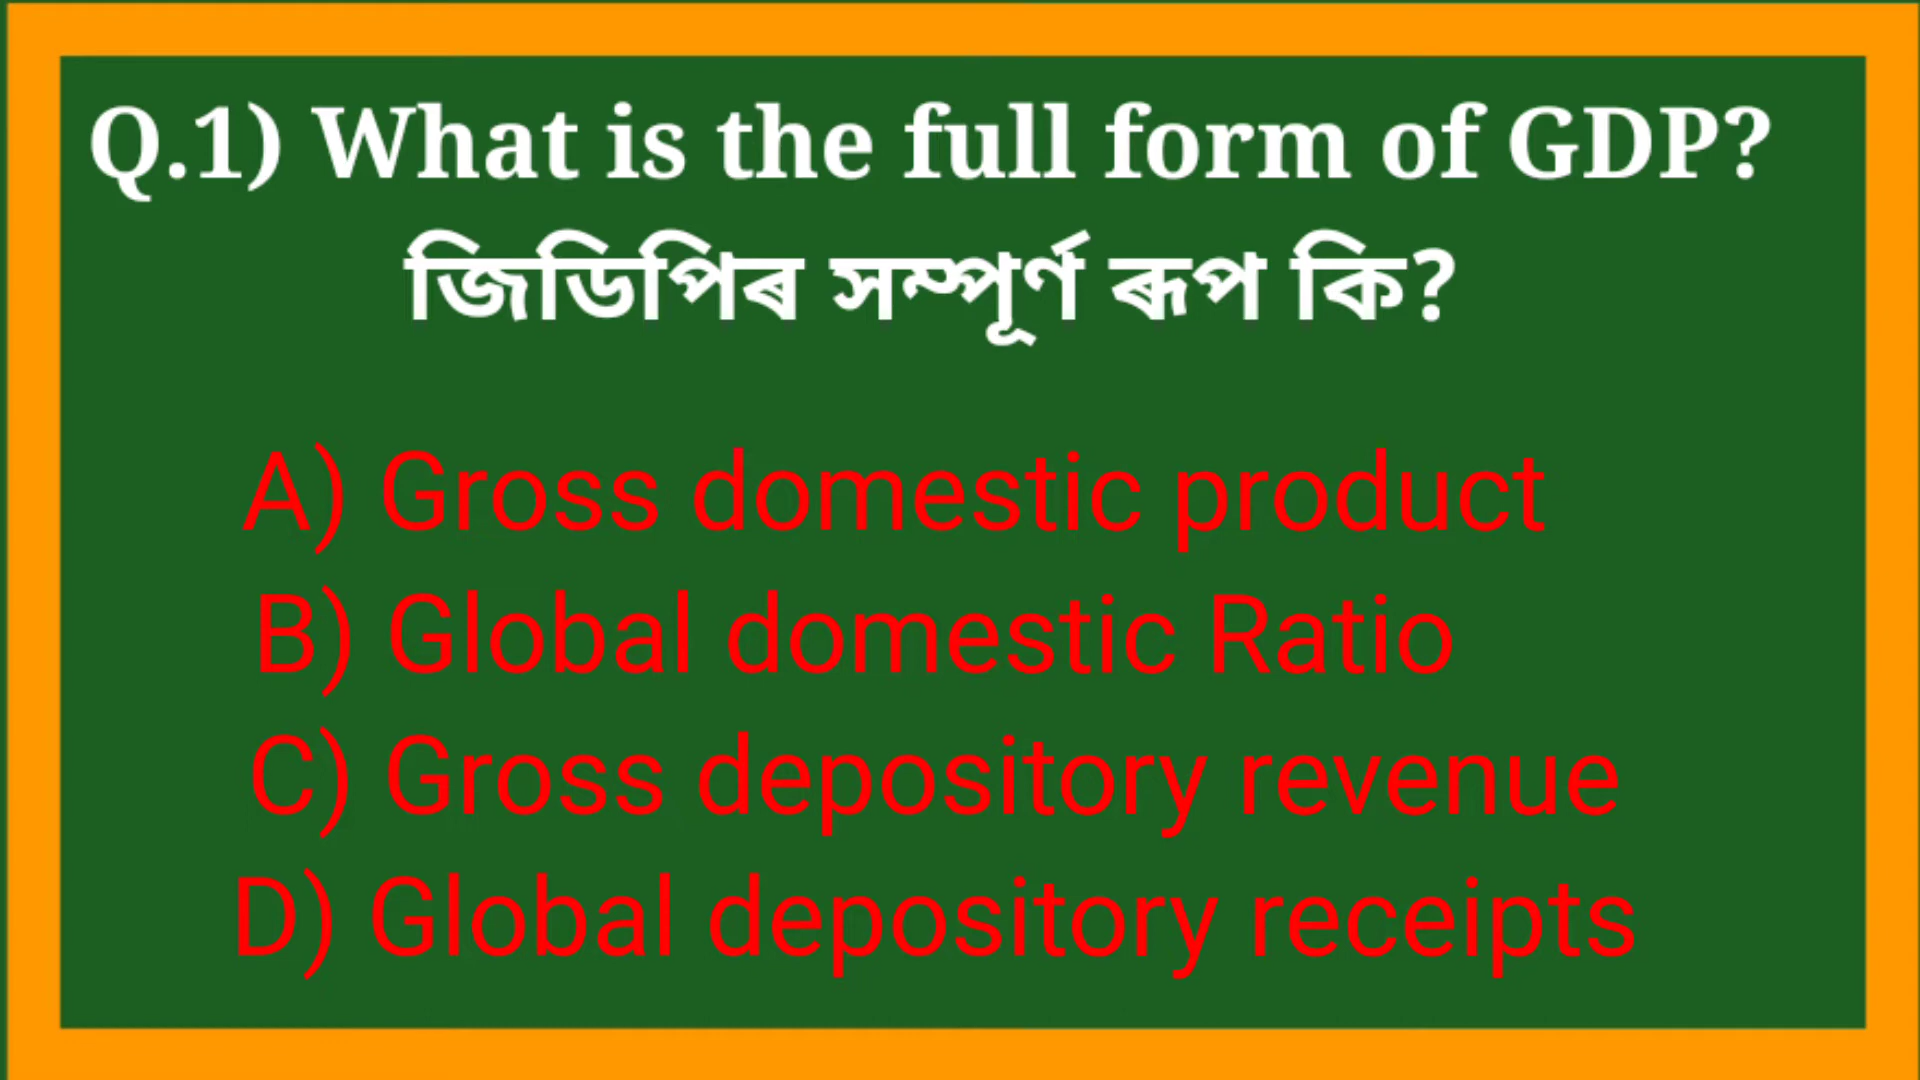 Q.1) What is the full form of GDP?
জিডিপিৰ সম্পূৰ্ণ ৰূপ কি?
A) Gross domestic product
B) Global domestic Ratio
C) Gross depository revenue
D) Global depository receipts